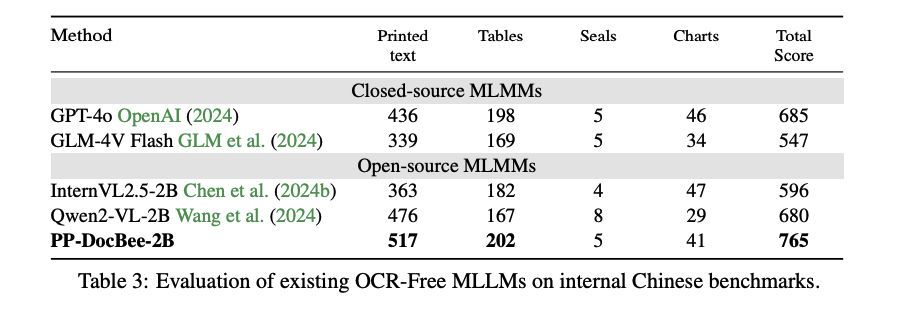 Method Printed text Tables Seals Charts Total Score
Closed-source MLMMs
GPT-4o OpenAI (2024) 436 198 5 46 685
GLM-4V Flash GLM et al. (2024) 339 169 5 34 547
Open-source MLMMs
InternVL2.5-2B Chen et al. (2024b) 363 182 4 47 596
Qwen2-VL-2B Wang et al. (2024) 476 167 8 29 680
PP-DocBee-2B 517 202 5 41 765
Table 3: Evaluation of existing OCR-Free MLLMs on internal Chinese benchmarks.